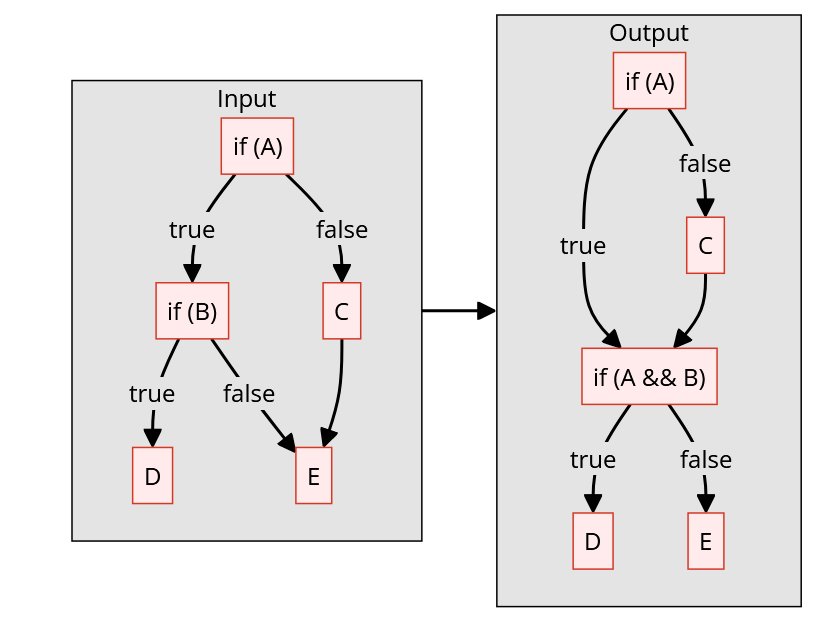 Input
if (A)
true
false
if (B)
C
true
false
D
E
Output
if (A)
false
true
C
if (A && B)
true
false
D
E